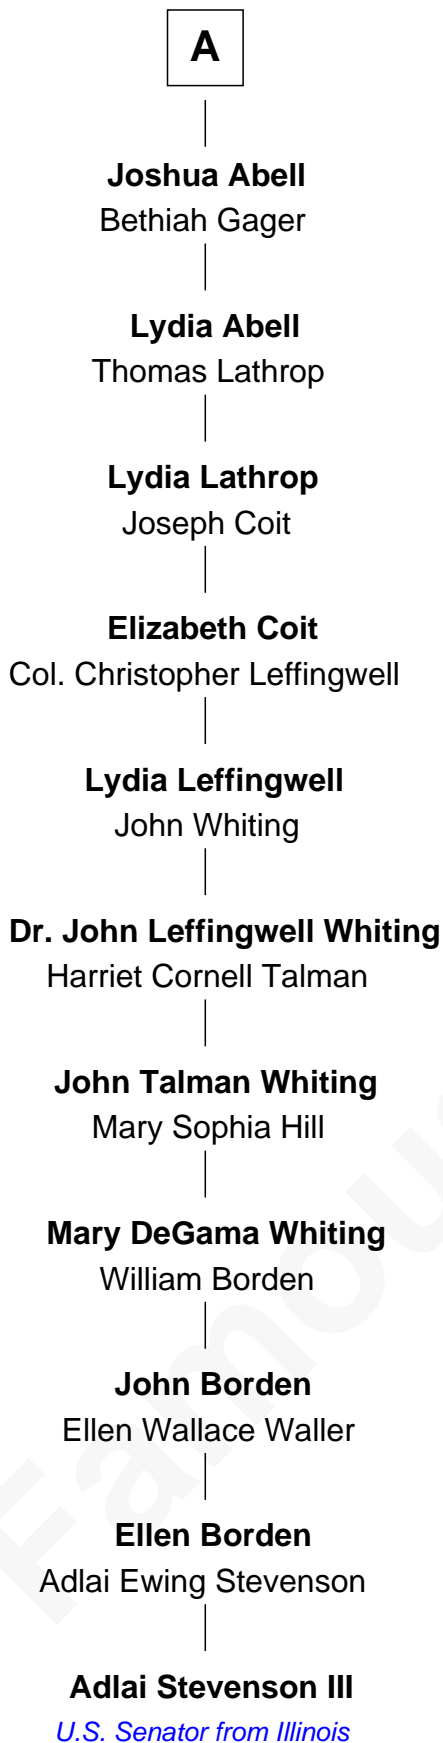 A
Joshua Abell
Bethiah Gager
Lydia Abell
Thomas Lathrop
Lydia Lathrop
Joseph Coit
Elizabeth Coit
Col. Christopher Leffingwell
Lydia Leffingwell
John Whiting
Dr. John Leffingwell Whiting
Harriet Cornell Talman
John Talman Whiting
Mary Sophia Hill
Mary DeGama Whiting
William Borden
John Borden
Ellen Wallace Waller
Ellen Borden
Adlai Ewing Stevenson
Adlai Stevenson III
U.S. Senator from Illinois
Famou